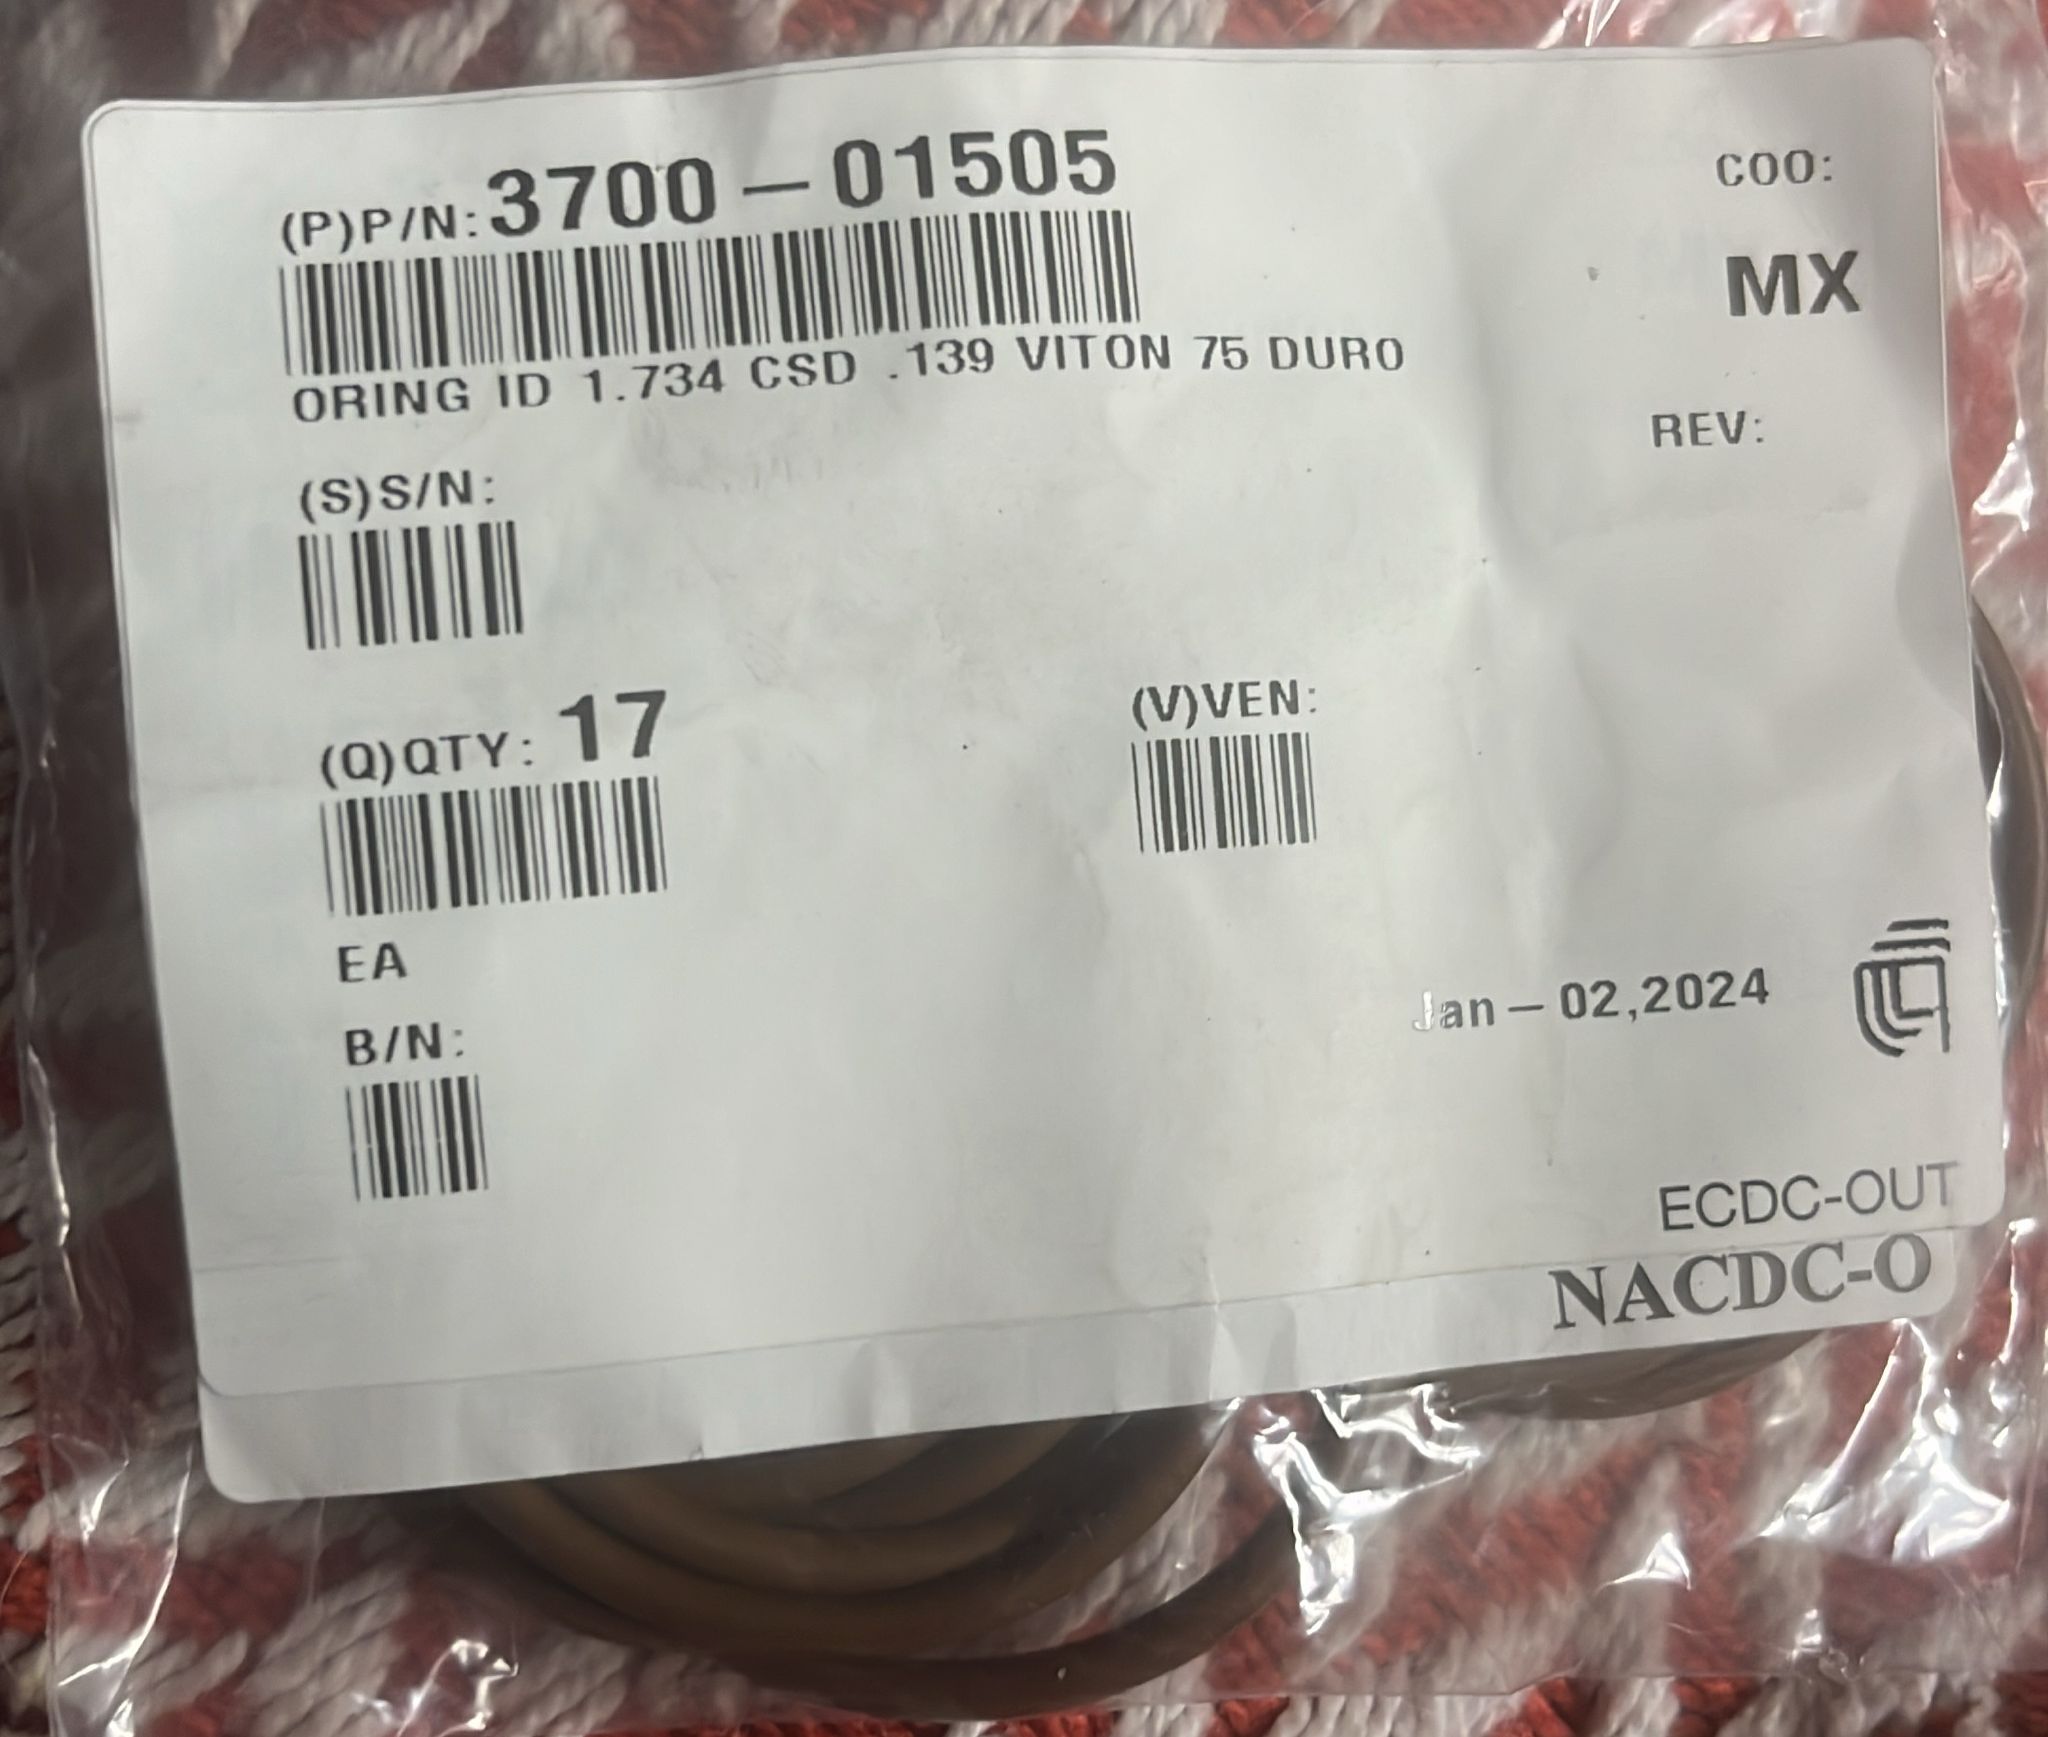 (P)P/N: 3700-01505
COO:
MX
ORING ID 1.734 CSD .139 VITON 75 DURO
REV:
(S)S/N:
(Q)QTY: 17
(V)VEN:
EA
Jan-02,2024
B/N:
ECDC-OUT
NACDC-O